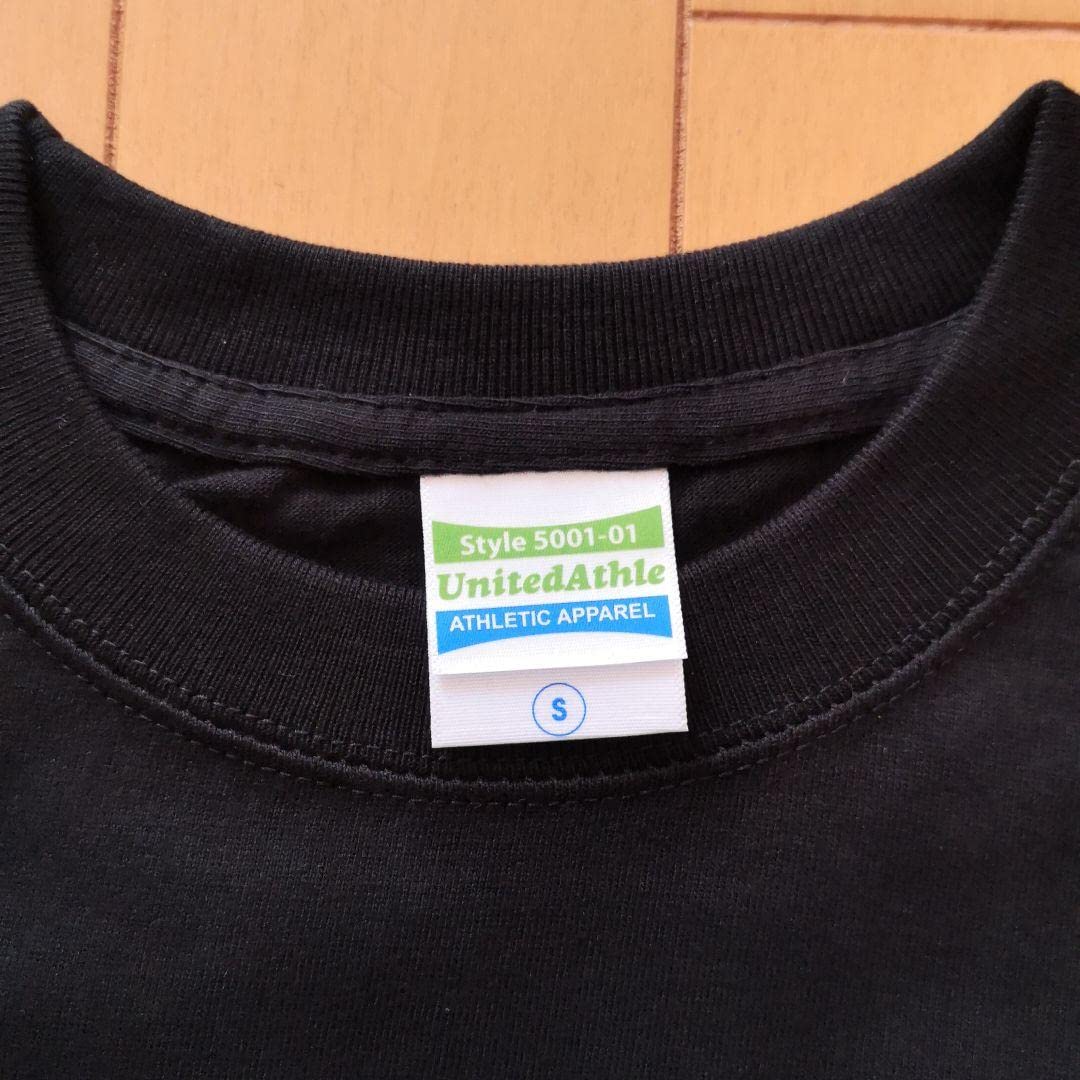 Style 5001-01
UnitedAthle
ATHLETIC APPAREL
S